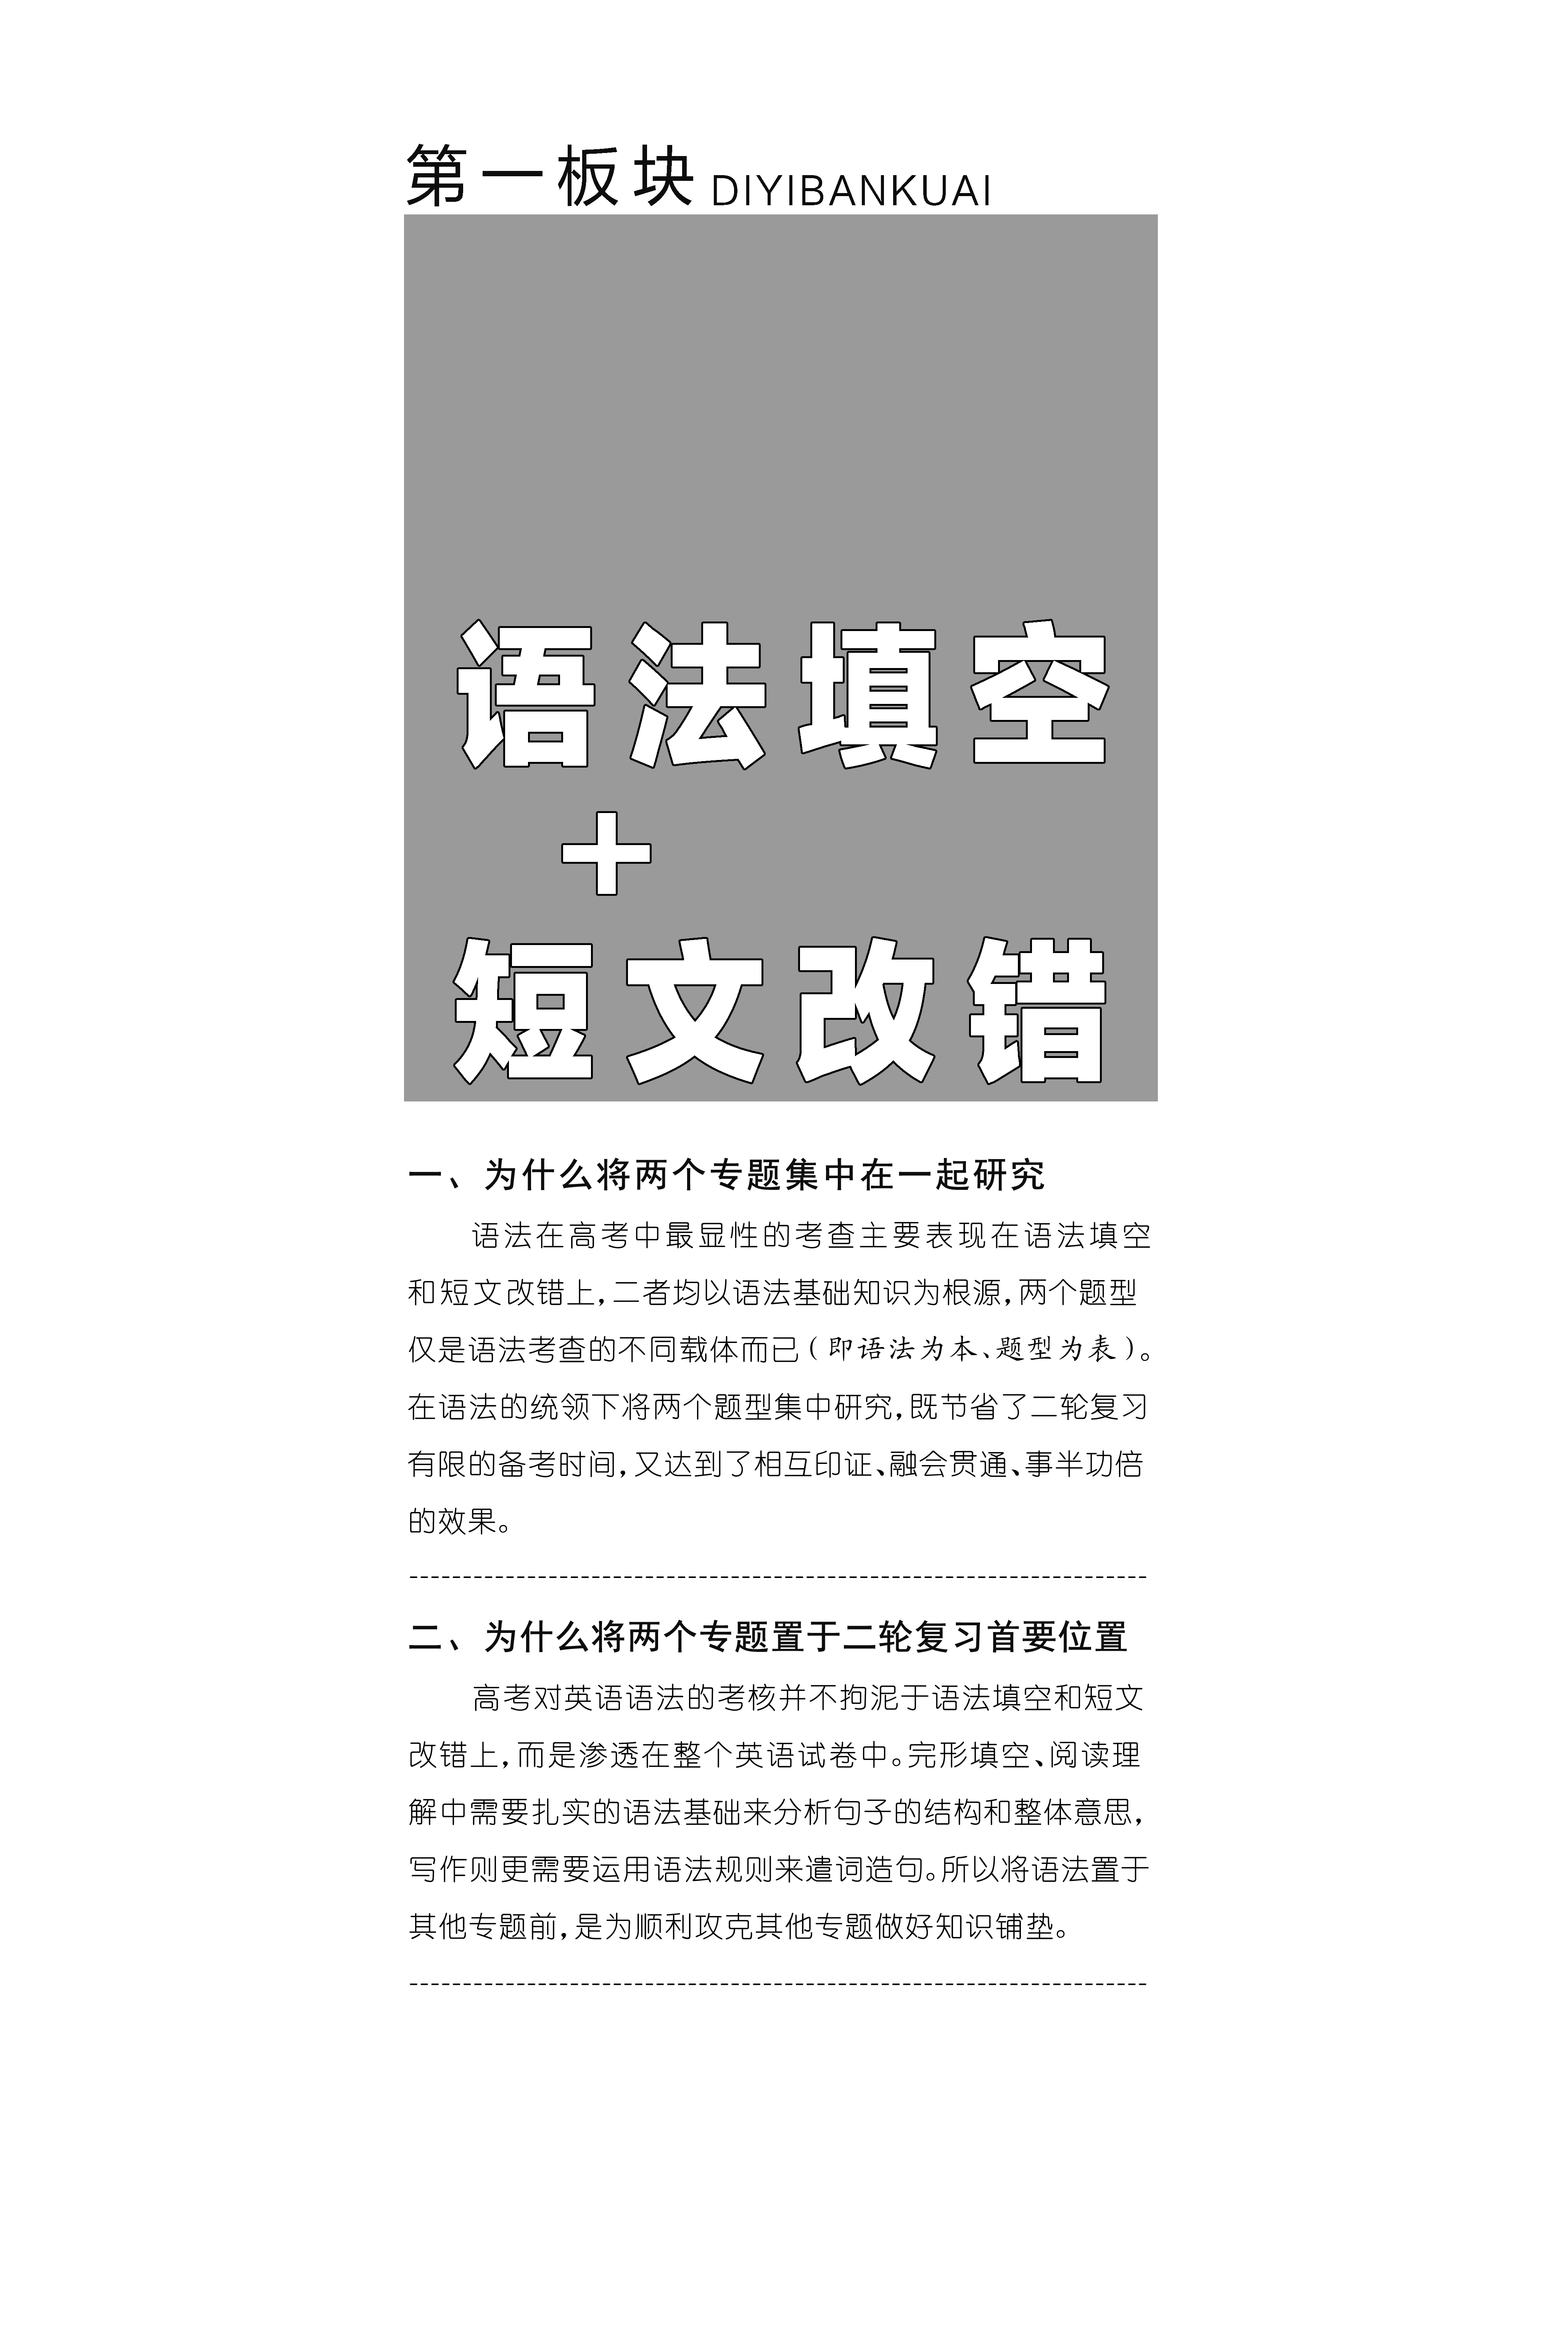 第一板块 DIYIBANKUAI
语法填空
+
短文改错
一、为什么将两个专题集中在一起研究
语法在高考中最显性的考查主要表现在语法填空
和短文改错上,二者均以语法基础知识为根源,两个题型
仅是语法考查的不同载体而已(即语法为本、题型为表)。
在语法的统领下将两个题型集中研究,既节省了二轮复习
有限的备考时间,又达到了相互印证、融会贯通、事半功倍
的效果。
二、为什么将两个专题置于二轮复习首要位置
高考对英语语法的考核并不拘泥于语法填空和短文
改错上,而是渗透在整个英语试卷中。完形填空、阅读理
解中需要扎实的语法基础来分析句子的结构和整体意思,
写作则更需要运用语法规则来遣词造句。所以将语法置于
其他专题前,是为顺利攻克其他专题做好知识铺垫。